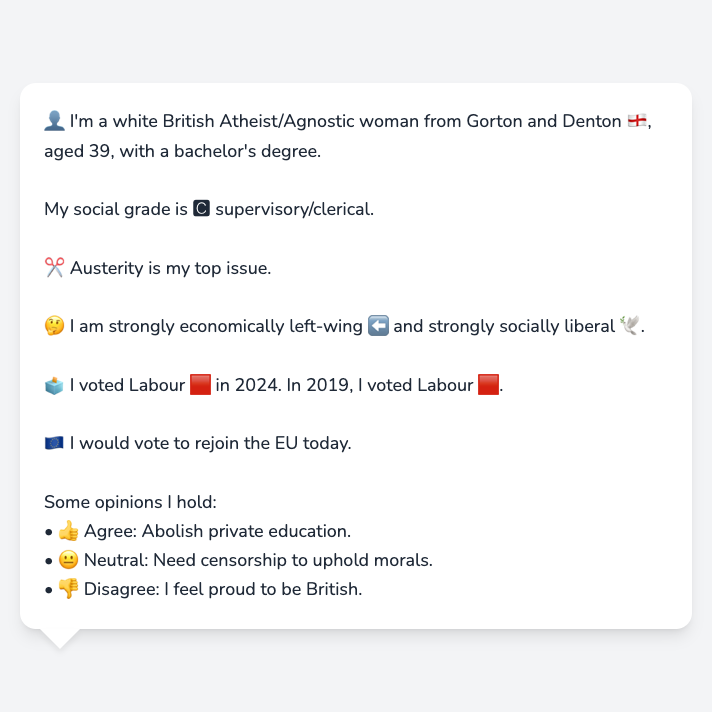 👤 I'm a white British Atheist/Agnostic woman from Gorton and Denton 🏴󠁧󠁢󠁥󠁮󠁧󠁿,
aged 39, with a bachelor's degree.
My social grade is 🅲 supervisory/clerical.
✂️ Austerity is my top issue.
🤔 I am strongly economically left-wing ⬅️ and strongly socially liberal 🕊️.
🗳️ I voted Labour 🟥 in 2024. In 2019, I voted Labour 🟥.
🇪🇺 I would vote to rejoin the EU today.
Some opinions I hold:
• 👍 Agree: Abolish private education.
• 😐 Neutral: Need censorship to uphold morals.
• 👎 Disagree: I feel proud to be British.